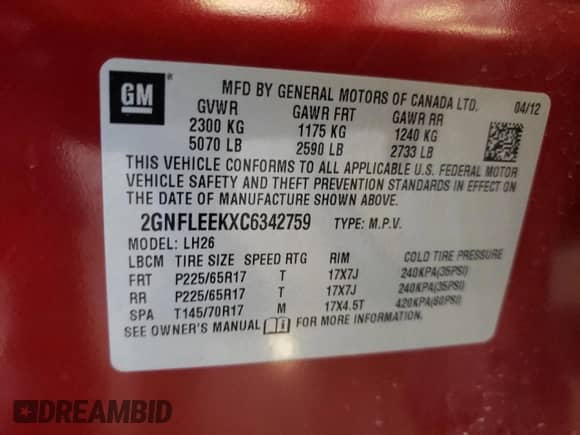 GM ®
MFD BY GENERAL MOTORS OF CANADA LTD. 04/12
GVWR GAWR FRT GAWR RR
2300 KG 1175 KG 1240 KG
5070 LB 2590 LB 2733 LB
THIS VEHICLE CONFORMS TO ALL APPLICABLE U.S. FEDERAL MOTOR
VEHICLE SAFETY AND THEFT PREVENTION STANDARDS IN EFFECT ON
THE DATE OF MANUFACTURE SHOWN ABOVE.
2GNFLEEKXC6342759 TYPE: M.P.V.
MODEL: LH26
LBCM TIRE SIZE SPEED RTG RIM COLD TIRE PRESSURE
FRT P225/65R17 T 17X7J 240KPA(35PSI)
RR P225/65R17 T 17X7J 240KPA(35PSI)
SPA T145/70R17 M 17X4.5T 420KPA(60PSI)
SEE OWNER'S MANUAL FOR MORE INFORMATION.
DREAMBID